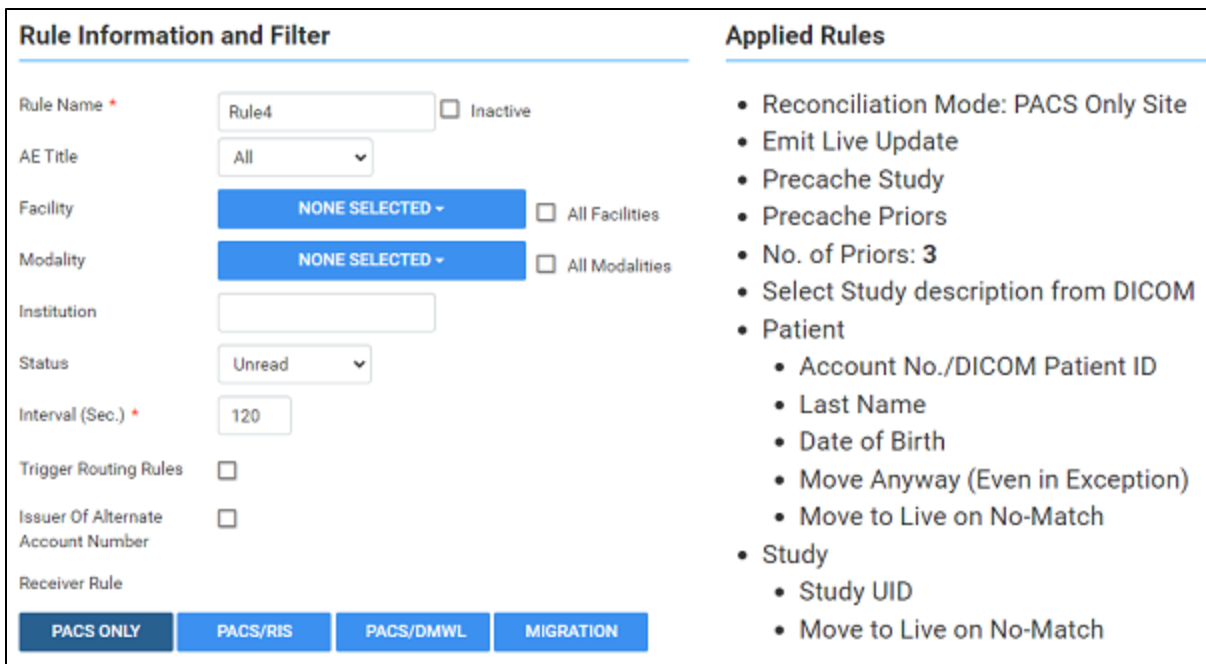 Rule Information and Filter
Rule Name *
Rule4
Inactive
AE Title
All
Facility
NONE SELECTED
All Facilities
Modality
NONE SELECTED
All Modalities
Institution
Status
Unread
Interval (Sec.) *
120
Trigger Routing Rules
Issuer Of Alternate
Account Number
Receiver Rule
PACS ONLY
PACS/RIS
PACS/DMWL
MIGRATION
Applied Rules
• Reconciliation Mode: PACS Only Site
• Emit Live Update
• Precache Study
• Precache Priors
• No. of Priors: 3
• Select Study description from DICOM
• Patient
• Account No./DICOM Patient ID
• Last Name
• Date of Birth
• Move Anyway (Even in Exception)
• Move to Live on No-Match
• Study
• Study UID
• Move to Live on No-Match